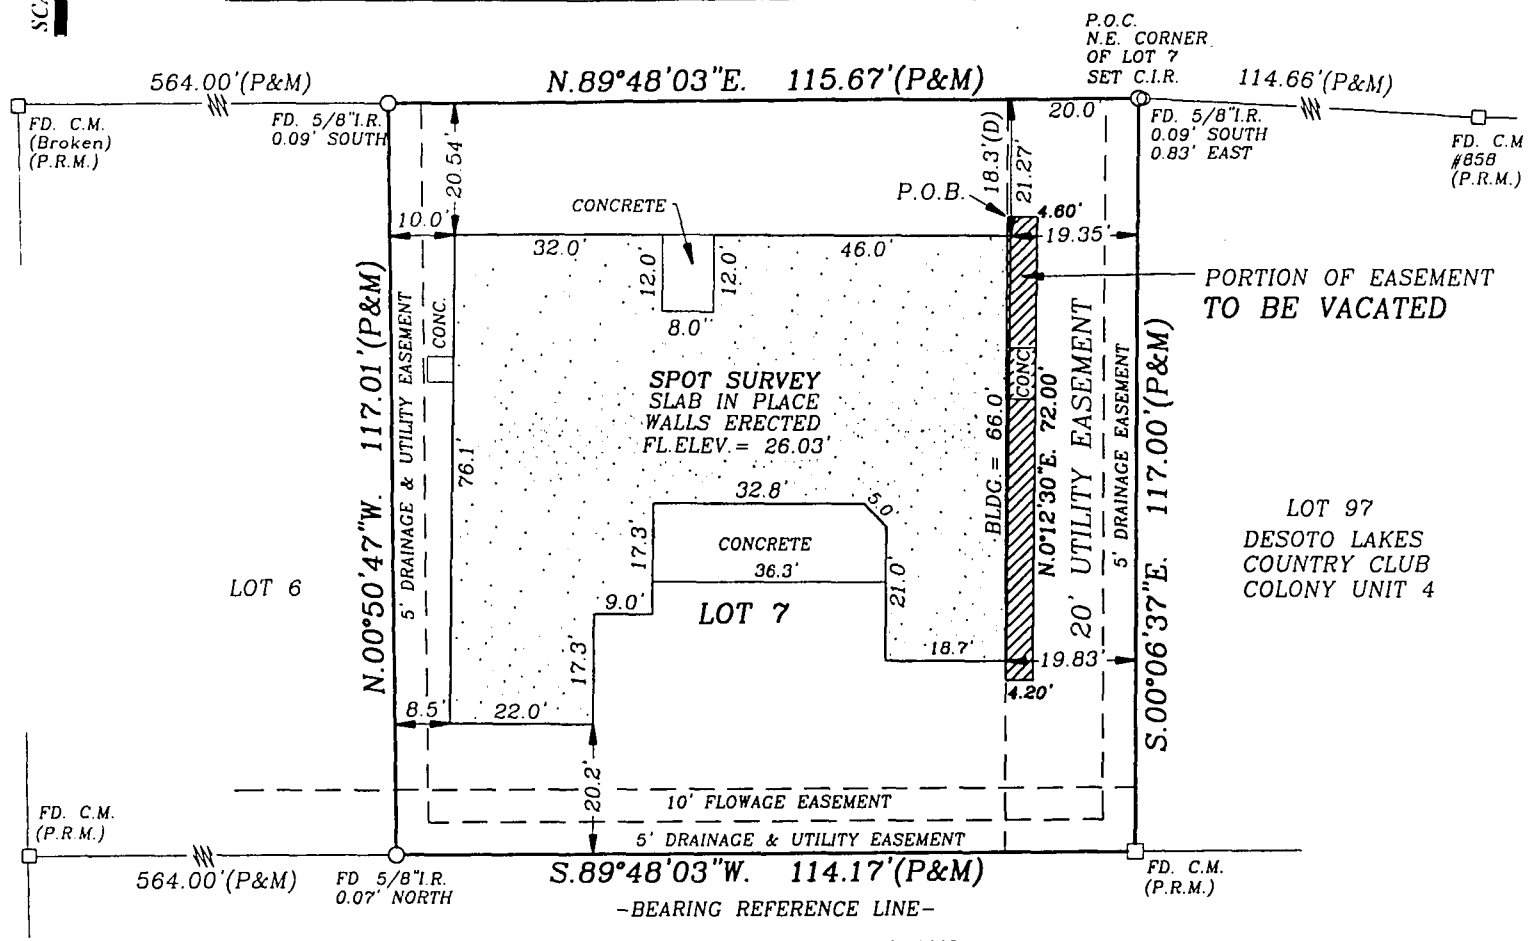 P.O.C.
N.E. CORNER
OF LOT 7
SET C.I.R.
564.00'(P&M)
N.89°48'03"E. 115.67'(P&M)
114.66'(P&M)
FD. C.M.
(Broken)
(P.R.M.)
FD. 5/8"I.R.
0.09' SOUTH
20.0'
FD. 5/8"I.R.
0.09' SOUTH
0.83' EAST
FD. C.M
#858
(P.R.M.)
20.54'
18.3'(D)
21.27'
P.O.B.
4.60'
CONCRETE
10.0'
32.0'
46.0'
19.35'
12.0'
12.0'
8.0'
PORTION OF EASEMENT
TO BE VACATED
N.00°50'47"W. 117.01'(P&M)
5' DRAINAGE & UTILITY EASEMENT
CONC.
76.1'
SPOT SURVEY
SLAB IN PLACE
WALLS ERECTED
FL.ELEV.= 26.03'
BLDG.= 66.0'
CONC
N.0°12'30"E. 72.00'
20' UTILITY EASEMENT
5' DRAINAGE EASEMENT
S.00°06'37"E. 117.00'(P&M)
32.8'
5.0'
17.3'
CONCRETE
36.3'
21.0'
LOT 97
DESOTO LAKES
COUNTRY CLUB
COLONY UNIT 4
LOT 6
9.0'
LOT 7
17.3'
18.7'
19.83'
4.20'
8.5'
22.0'
20.2'
10' FLOWAGE EASEMENT
5' DRAINAGE & UTILITY EASEMENT
FD. C.M.
(P.R.M.)
564.00'(P&M)
FD 5/8"I.R.
0.07' NORTH
S.89°48'03"W. 114.17'(P&M)
-BEARING REFERENCE LINE-
FD. C.M.
(P.R.M.)